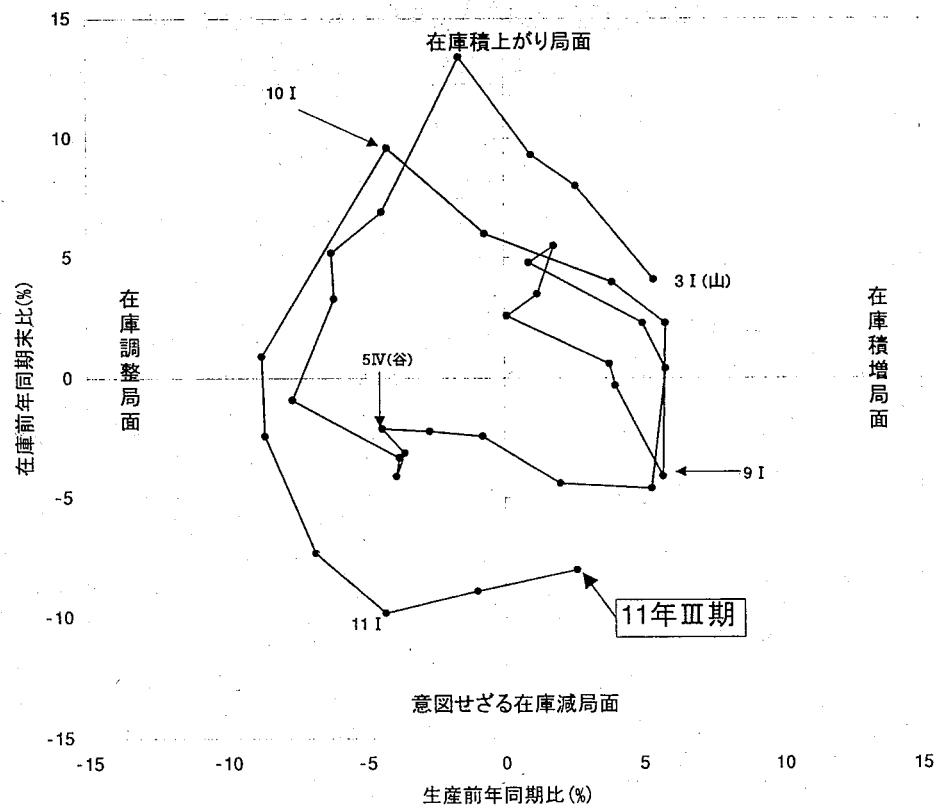 15
在庫積上がり局面
10 Ⅰ
10
5
3 Ⅰ(山)
在庫前年同期末比(%)
在庫調整局面
在庫積増局面
5Ⅳ(谷)
0
9 Ⅰ
-5
11年Ⅲ期
-10
11 Ⅰ
意図せざる在庫減局面
-15
-15
-10
-5
0
5
10
15
生産前年同期比(%)